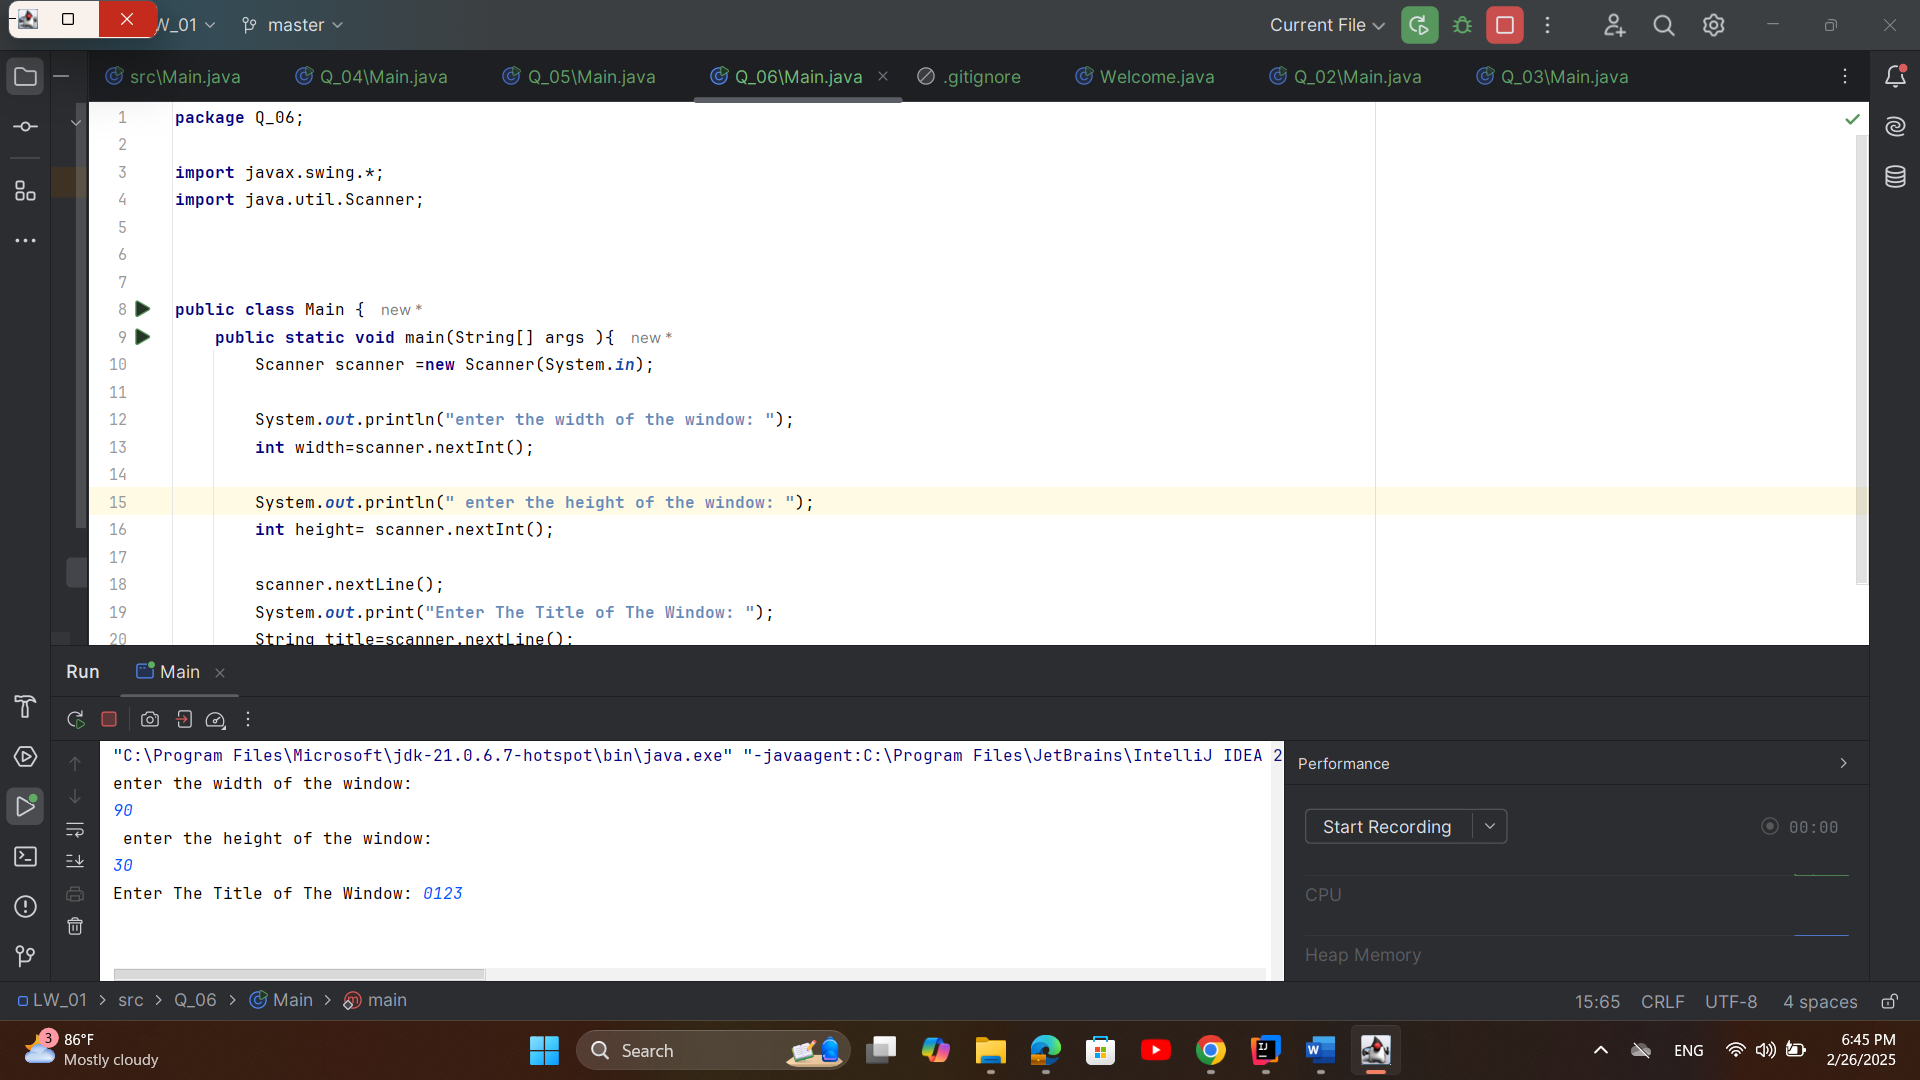 W_01
master
Current File
src\Main.java
Q_04\Main.java
Q_05\Main.java
Q_06\Main.java
.gitignore
Welcome.java
Q_02\Main.java
Q_03\Main.java
1 package Q_06;
2
3 import javax.swing.*;
4 import java.util.Scanner;
5
6
7
8 public class Main { new *
9 public static void main(String[] args ){ new *
10 Scanner scanner =new Scanner(System.in);
11
12 System.out.println("enter the width of the window: ");
13 int width=scanner.nextInt();
14
15 System.out.println(" enter the height of the window: ");
16 int height= scanner.nextInt();
17
18 scanner.nextLine();
19 System.out.print("Enter The Title of The Window: ");
20 String title=scanner.nextLine();
Run
Main
"C:\Program Files\Microsoft\jdk-21.0.6.7-hotspot\bin\java.exe" "-javaagent:C:\Program Files\JetBrains\IntelliJ IDEA 2
enter the width of the window:
90
enter the height of the window:
30
Enter The Title of The Window: 0123
Performance
Start Recording
00:00
CPU
Heap Memory
LW_01 > src > Q_06 > Main > main
15:65 CRLF UTF-8 4 spaces
3
86°F
Mostly cloudy
Search
ENG
6:45 PM
2/26/2025